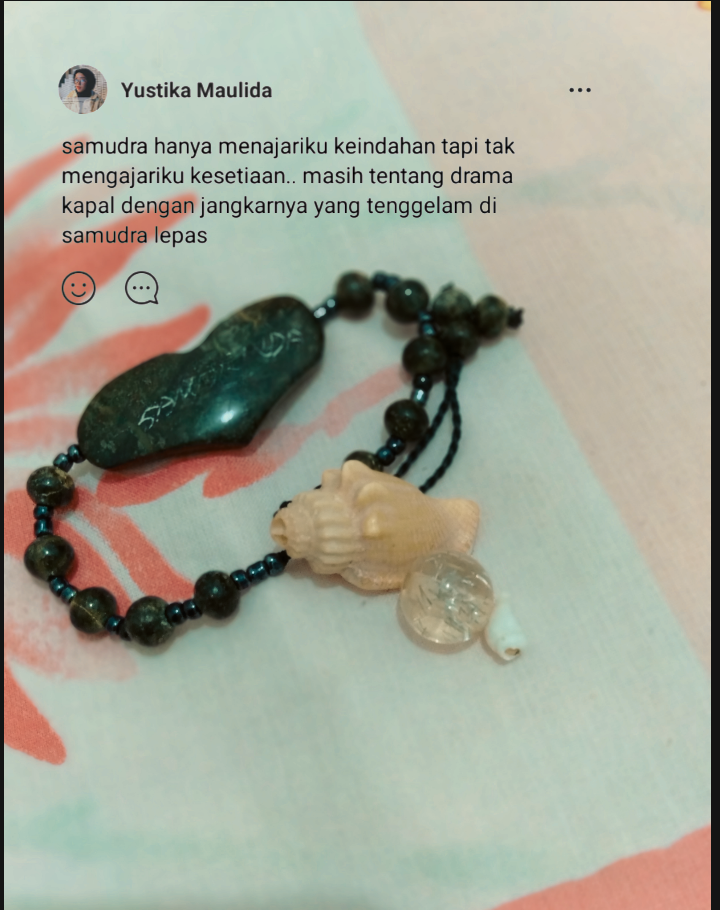 Yustika Maulida
samudra hanya menajariku keindahan tapi tak
mengajariku kesetiaan.. masih tentang drama
kapal dengan jangkarnya yang tenggelam di
samudra lepas